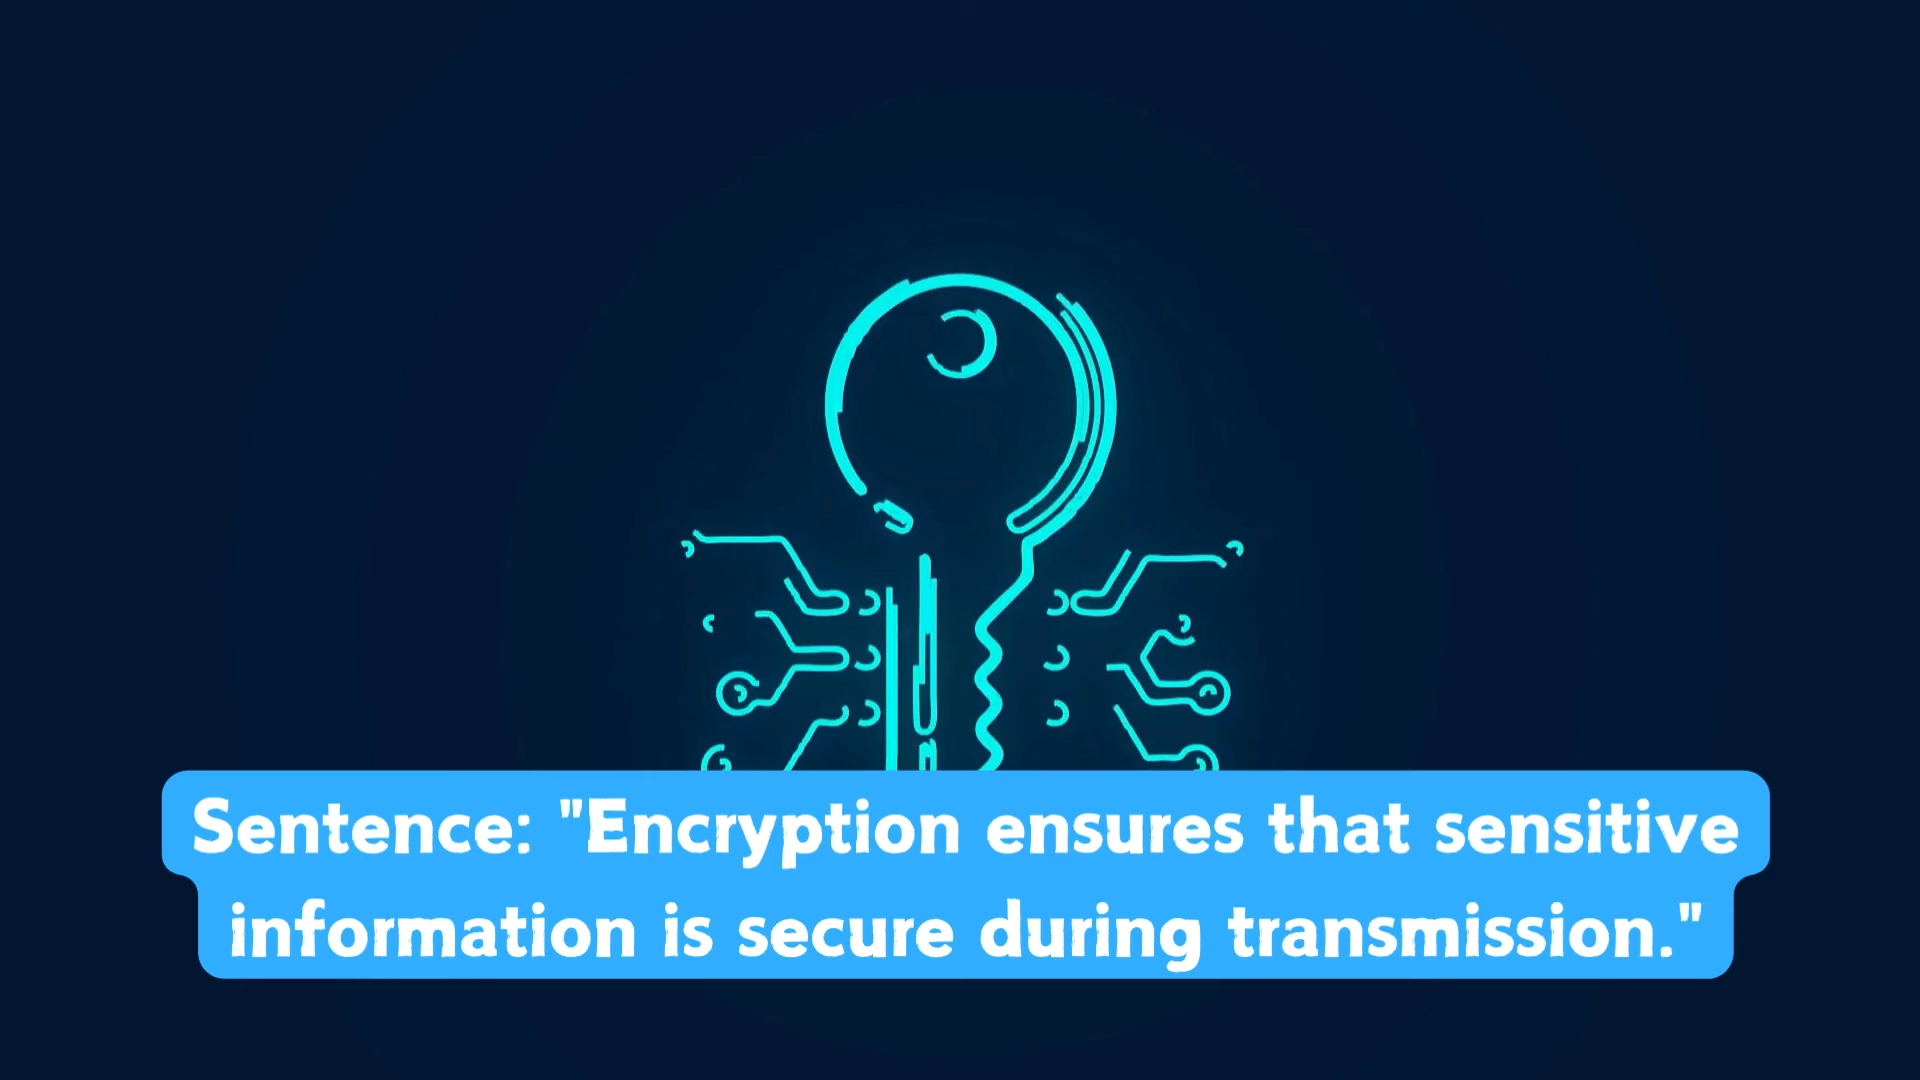 Sentence: "Encryption ensures that sensitive
information is secure during transmission."